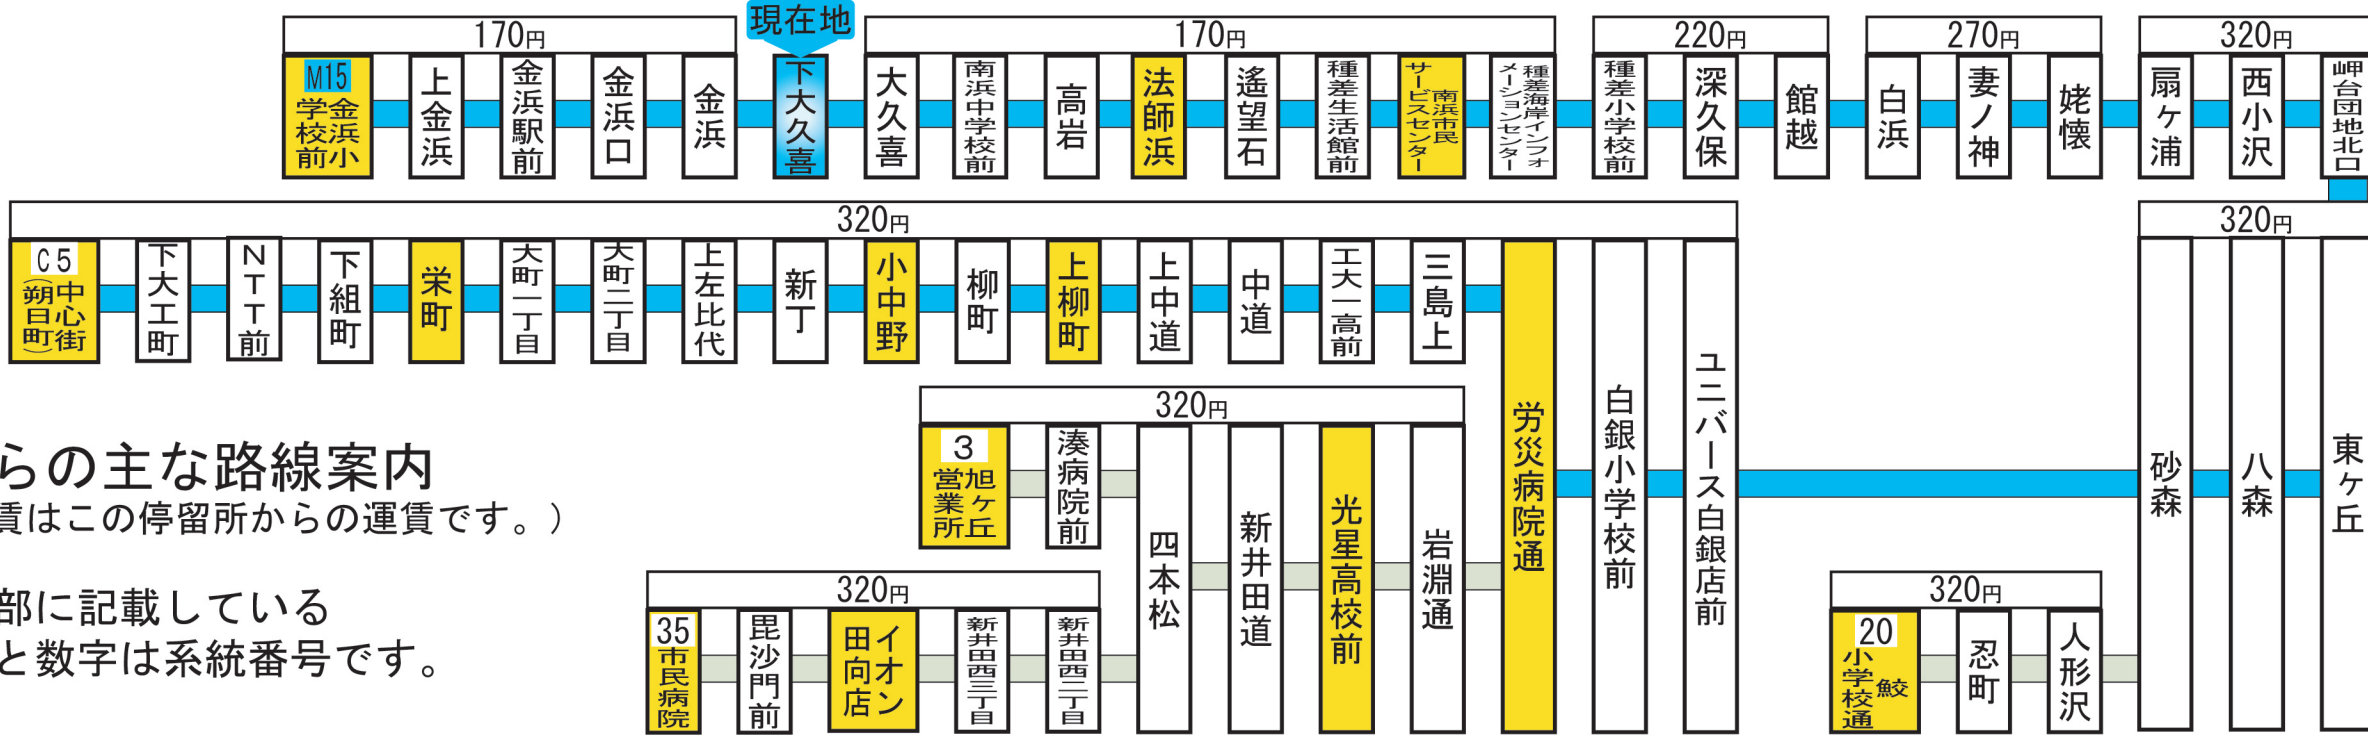 現在地
170円
170円
220円
270円
320円
M15
金浜小
学校前
上金浜
金浜駅前
金浜口
金浜
下大久喜
大久喜
南浜中学校前
高岩
法師浜
遙望石
種差生活館前
南浜市民
サービスセンター
種差海岸インフォ
メーションセンター
種差小学校前
深久保
館越
白浜
妻ノ神
姥懐
扇ヶ浦
西小沢
岬台団地北口
320円
320円
C5
中心街
(朔日町)
下大工町
NTT前
下組町
栄町
大町一丁目
大町二丁目
上左比代
新丁
小中野
柳町
上柳町
上中道
中道
工大一高前
三島上
労災病院通
白銀小学校前
ユニバース白銀店前
砂森
八森
東ヶ丘
320円
3
旭ヶ丘
営業所
湊病院前
四本松
新井田道
光星高校前
岩淵通
らの主な路線案内
賃はこの停留所からの運賃です。）
320円
35
市民病院
毘沙門前
イオン
田向店
新井田西三丁目
新井田西二丁目
320円
20
鮫
小学校通
忍町
人形沢
部に記載している
と数字は系統番号です。